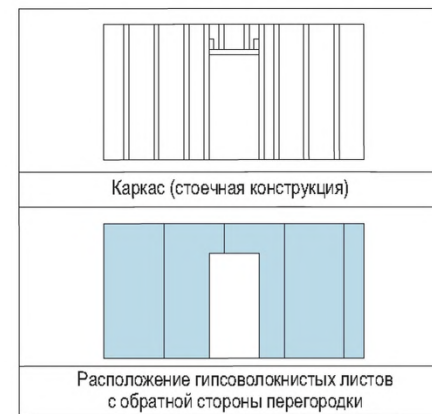 Каркас (стоечная конструкция)
Расположение гипсоволокнистых листов
с обратной стороны перегородки